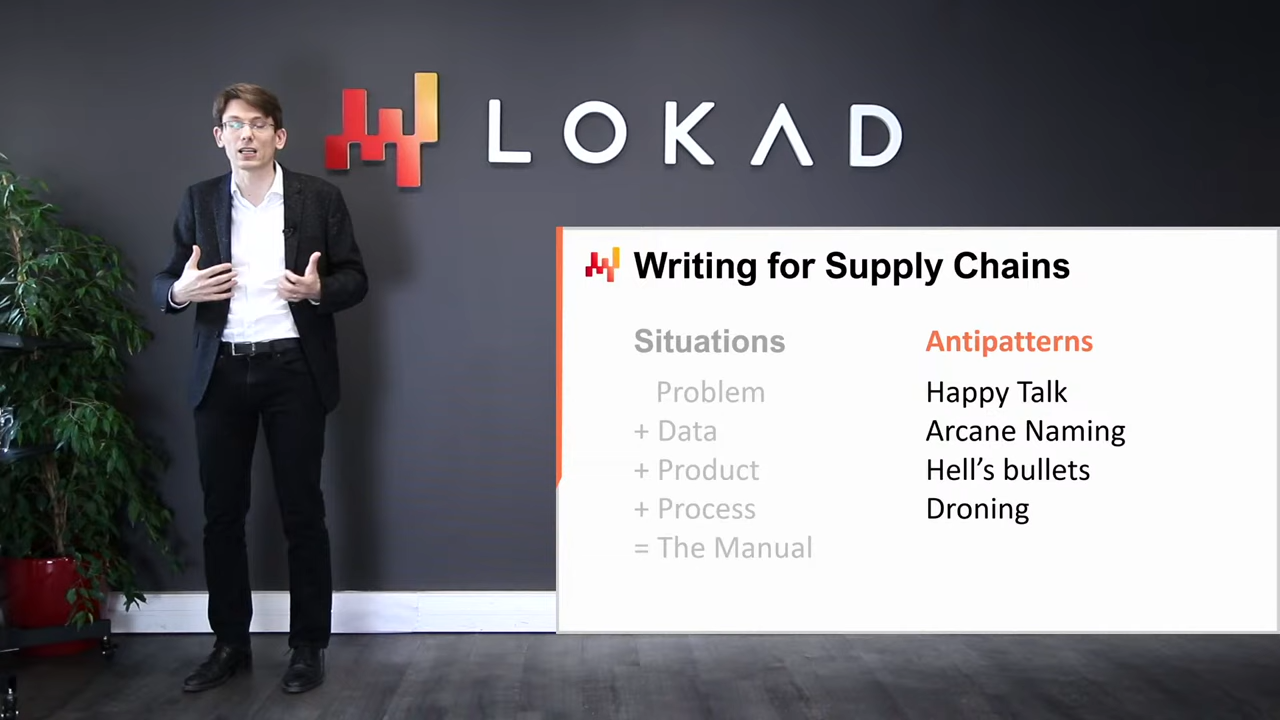 LOKAD
Writing for Supply Chains
Situations
Problem
+ Data
+ Product
+ Process
= The Manual
Antipatterns
Happy Talk
Arcane Naming
Hell's bullets
Droning